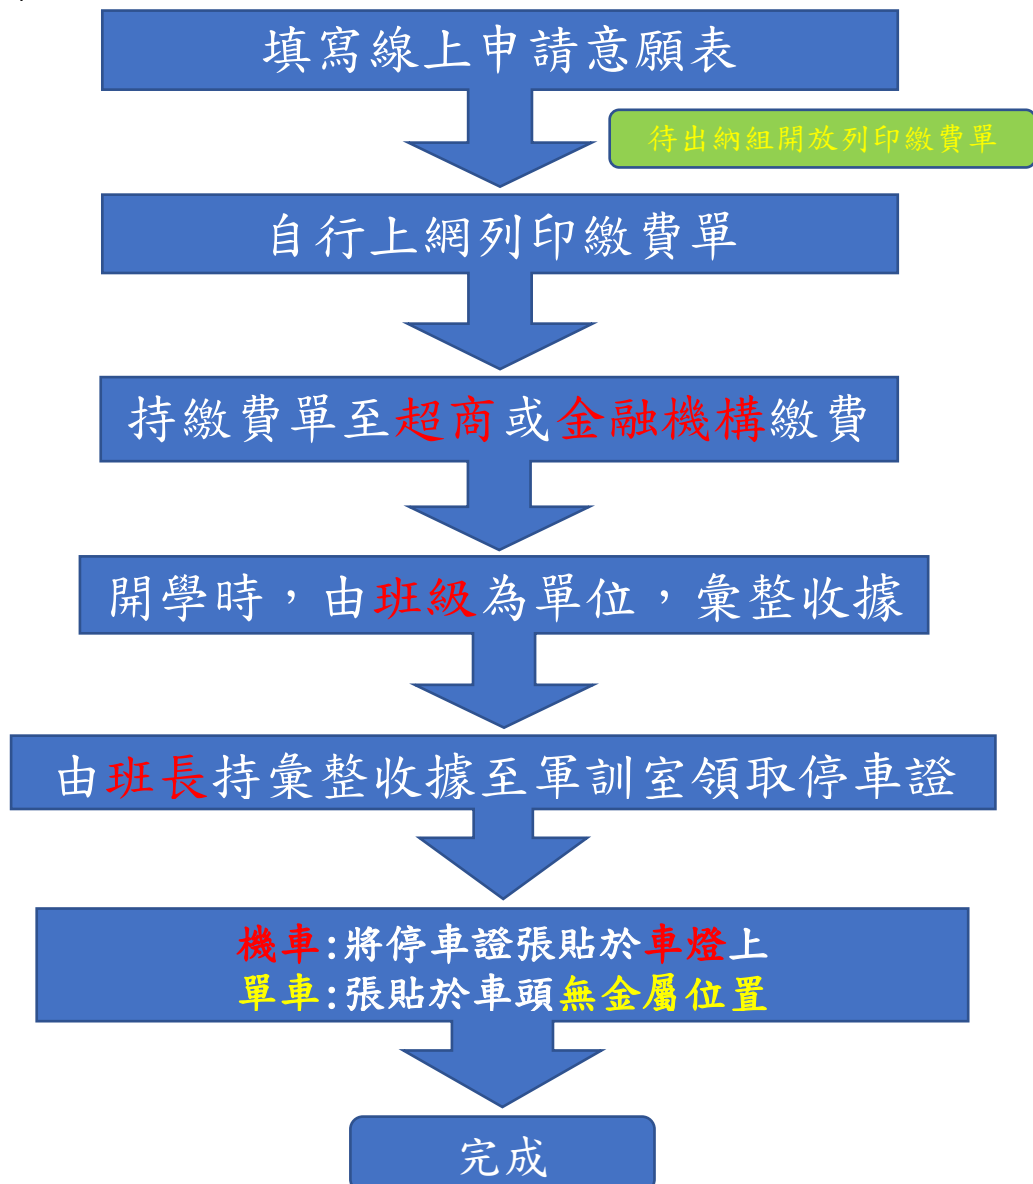 填寫線上申請意願表
待出納組開放列印繳費單
自行上網列印繳費單
持繳費單至超商或金融機構繳費
開學時，由班級為單位，彙整收據
由班長持彙整收據至軍訓室領取停車證
機車:將停車證張貼於車燈上
單車:張貼於車頭無金屬位置
完成